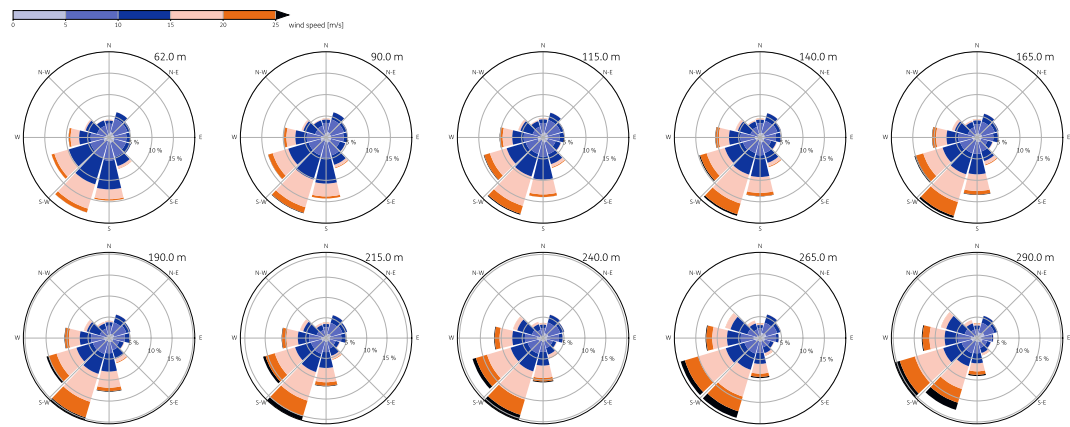 0 5 10 15 20 25
wind speed [m/s]
N N N N N
62.0 m 90.0 m 115.0 m 140.0 m 165.0 m
N-W N-E N-W N-E N-W N-E N-W N-E N-W N-E
W E W E W E W E W E
5 % 10 % 15 % 5 % 10 % 15 % 5 % 10 % 15 % 5 % 10 % 15 % 5 % 10 % 15 %
S-W S-E S-W S-E S-W S-E S-W S-E S-W S-E
S S S S S
N N N N N
190.0 m 215.0 m 240.0 m 265.0 m 290.0 m
N-W N-E N-W N-E N-W N-E N-W N-E N-W N-E
W E W E W E W E W E
5 % 10 % 15 % 5 % 10 % 15 % 5 % 10 % 15 % 5 % 10 % 15 % 5 % 10 % 15 %
S-W S-E S-W S-E S-W S-E S-W S-E S-W S-E